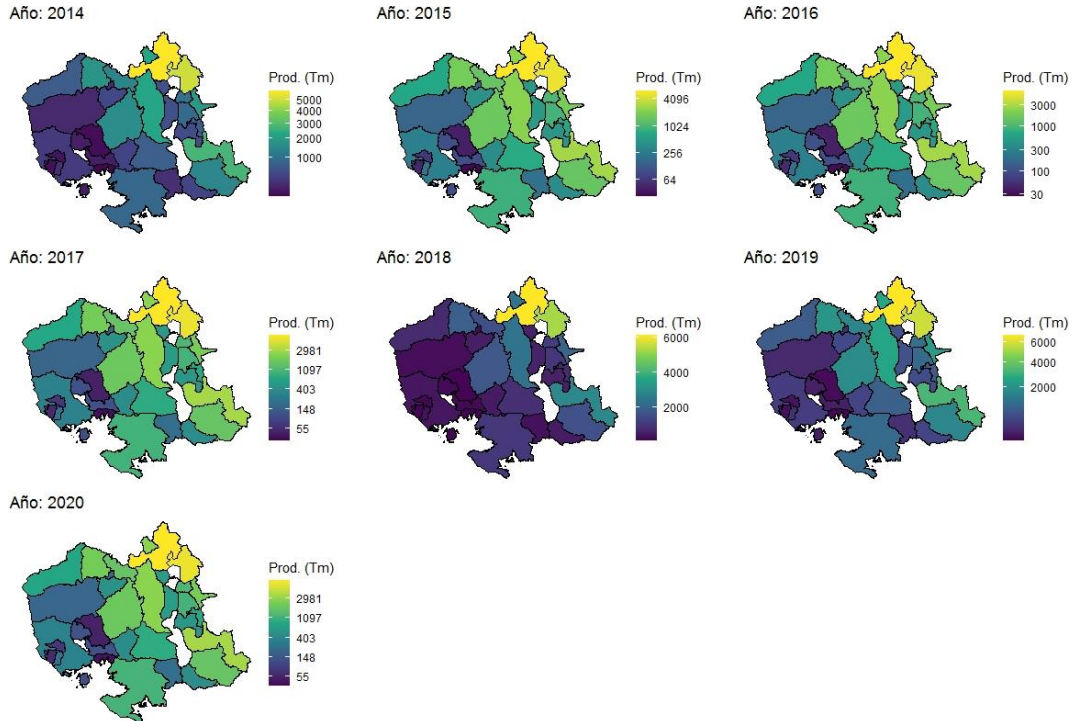 Año: 2014
Prod. (Tm)
5000
4000
3000
2000
1000
Año: 2015
Prod. (Tm)
4096
1024
256
64
Año: 2016
Prod. (Tm)
3000
1000
300
100
30
Año: 2017
Prod. (Tm)
2981
1097
403
148
55
Año: 2018
Prod. (Tm)
6000
4000
2000
Año: 2019
Prod. (Tm)
6000
4000
2000
Año: 2020
Prod. (Tm)
2981
1097
403
148
55